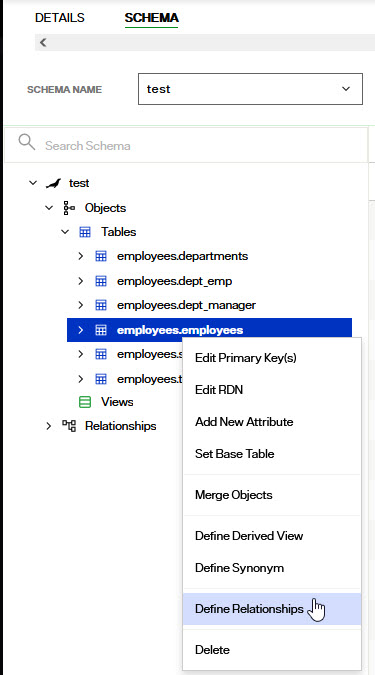 DETAILS SCHEMA
SCHEMA NAME test
Search Schema
test
Objects
Tables
employees.departments
employees.dept_emp
employees.dept_manager
employees.employees
employees.s
employees.t
Views
Relationships
Edit Primary Key(s)
Edit RDN
Add New Attribute
Set Base Table
Merge Objects
Define Derived View
Define Synonym
Define Relationships
Delete